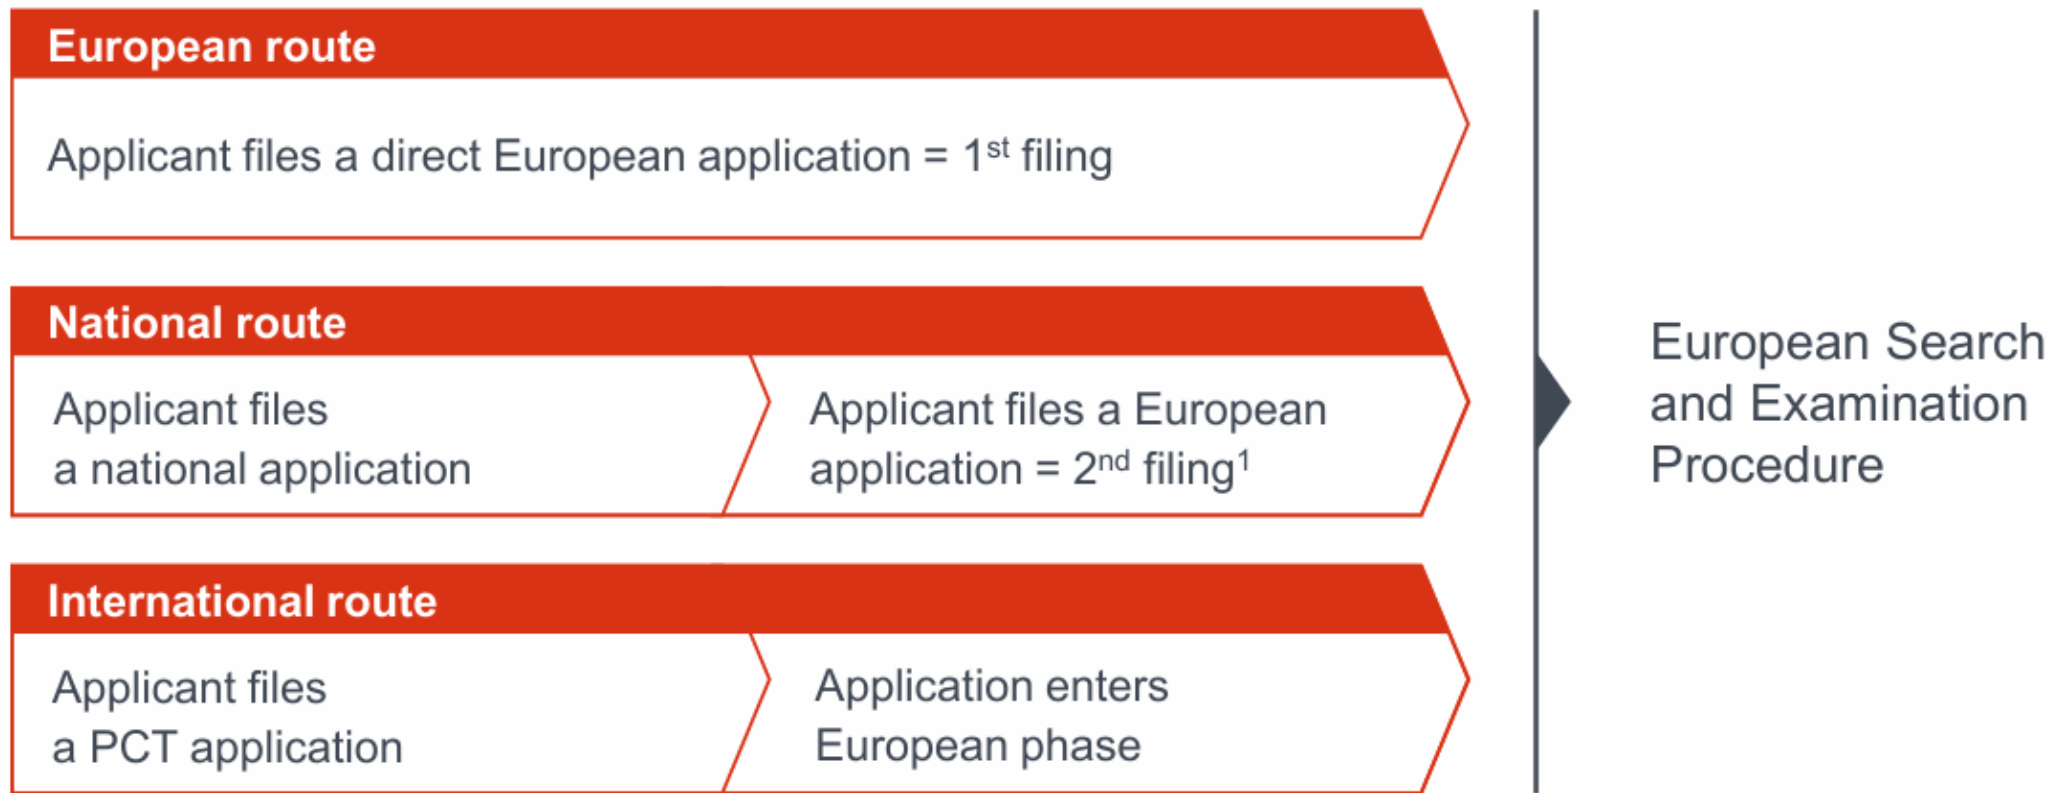 European route
Applicant files a direct European application = 1st filing
National route
Applicant files
a national application
Applicant files a European
application = 2nd filing1
International route
Applicant files
a PCT application
Application enters
European phase
European Search
and Examination
Procedure